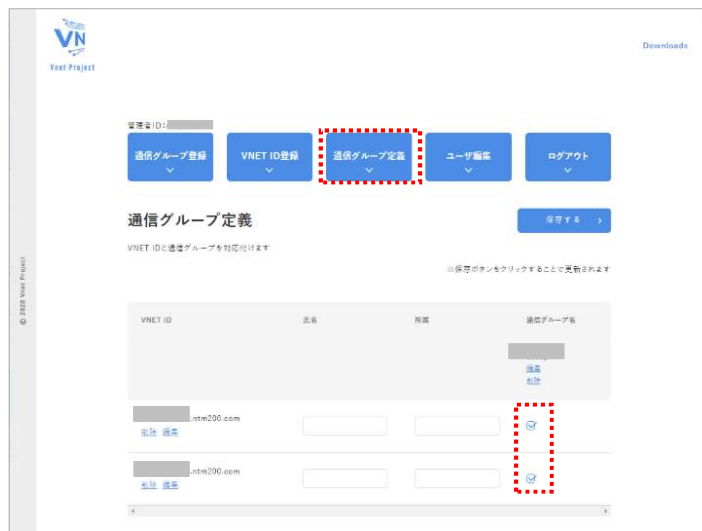 VN
Vnet Project
Downloads
管理者ID:
通信グループ登録
VNET ID登録
通信グループ定義
ユーザ編集
ログアウト
通信グループ定義
保存する
VNET IDと通信グループを対応付けます
※保存ボタンをクリックすることで更新されます
© 2020 Vnet Project
VNET ID
氏名
所属
通信グループ名
編集
削除
.ntm200.com
削除 編集
.ntm200.com
削除 編集